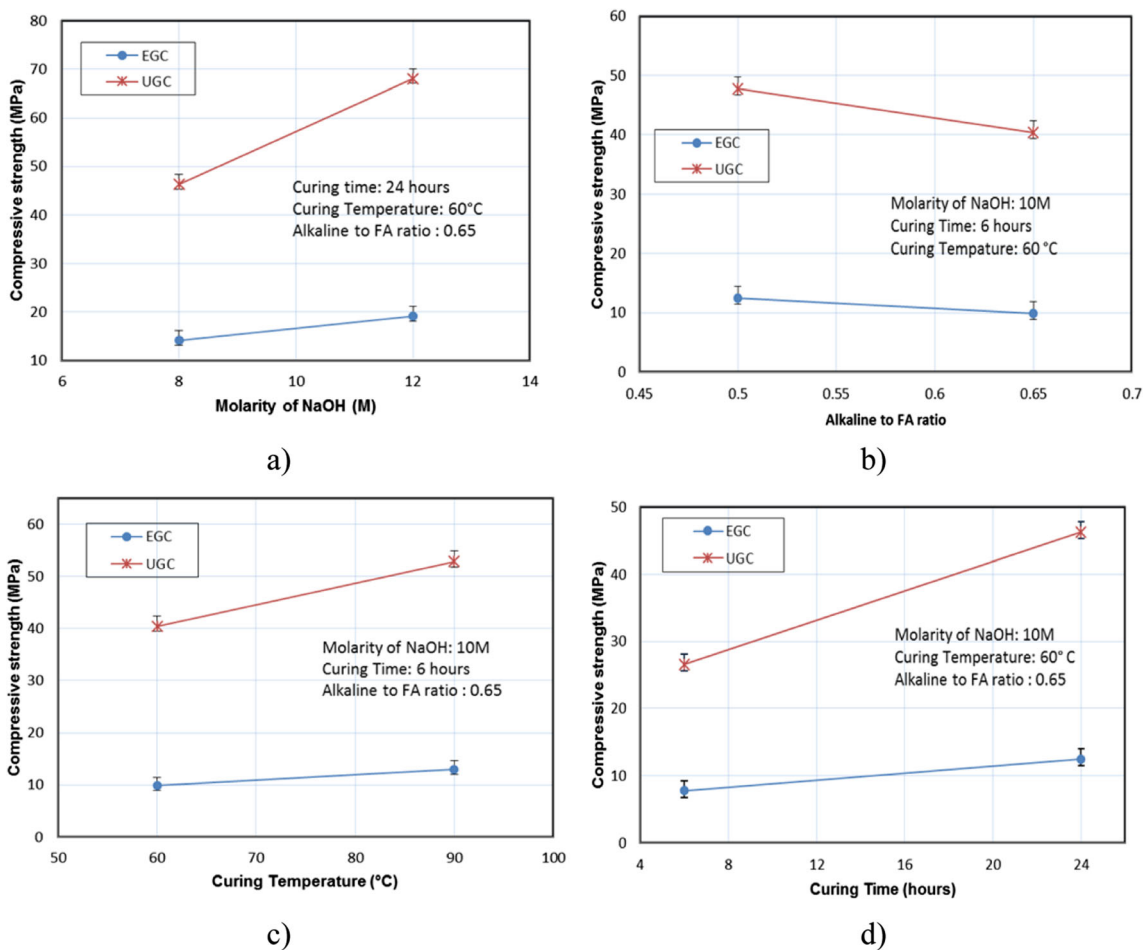 80
70
60
50
40
30
20
10
6
8
10
12
14
Compressive strength (MPa)
Molarity of NaOH (M)
EGC
UGC
Curing time: 24 hours
Curing Temperature: 60°C
Alkaline to FA ratio : 0.65
a)
60
50
40
30
20
10
0
0.45
0.5
0.55
0.6
0.65
0.7
Compressive strength (MPa)
Alkaline to FA ratio
EGC
UGC
Molarity of NaOH: 10M
Curing Time: 6 hours
Curing Tempature: 60 °C
b)
60
50
40
30
20
10
0
50
60
70
80
90
100
Compressive strength (MPa)
Curing Temperature (°C)
EGC
UGC
Molarity of NaOH: 10M
Curing Time: 6 hours
Alkaline to FA ratio : 0.65
c)
50
40
30
20
10
0
4
8
12
16
20
24
Compressive strength (MPa)
Curing Time (hours)
EGC
UGC
Molarity of NaOH: 10M
Curing Temperature: 60° C
Alkaline to FA ratio : 0.65
d)